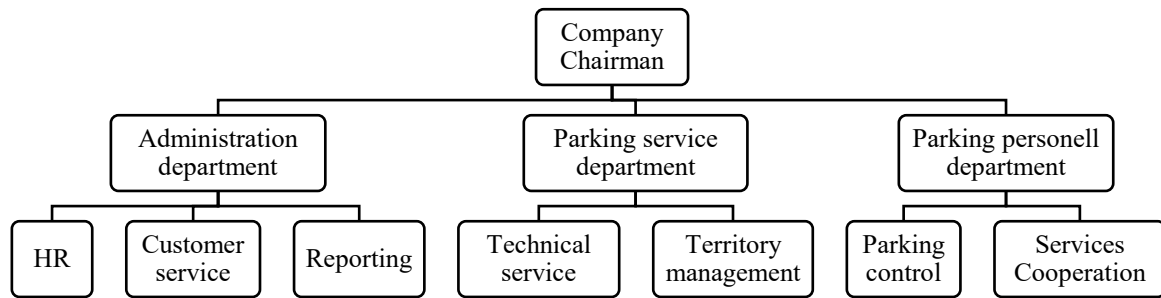 Company
Chairman
Administration
department
Parking service
department
Parking personell
department
HR
Customer
service
Reporting
Technical
service
Territory
management
Parking
control
Services
Cooperation